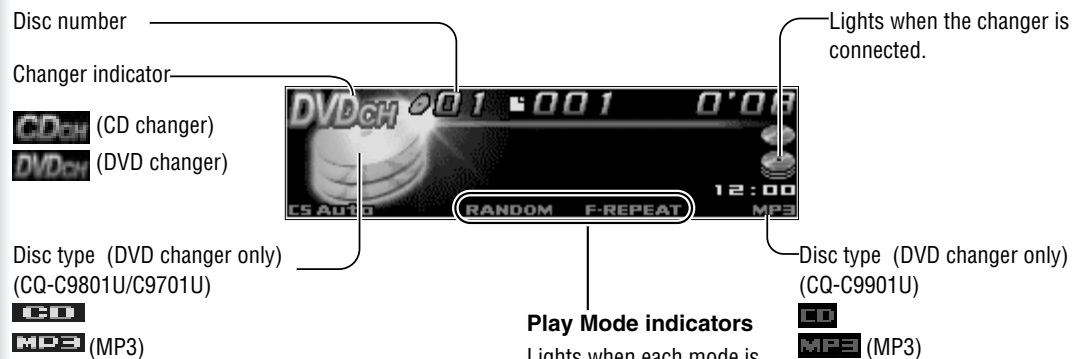 Disc number
Lights when the changer is
connected.
Changer indicator
DVDCH 01 001 0'08
CDCH (CD changer)
DVDCH (DVD changer)
12:00
CS Auto RANDOM F-REPEAT MP3
Disc type (DVD changer only)
(CQ-C9801U/C9701U)
CD
MP3 (MP3)
Play Mode indicators
Lights when each mode is
Disc type (DVD changer only)
(CQ-C9901U)
CD
MP3 (MP3)